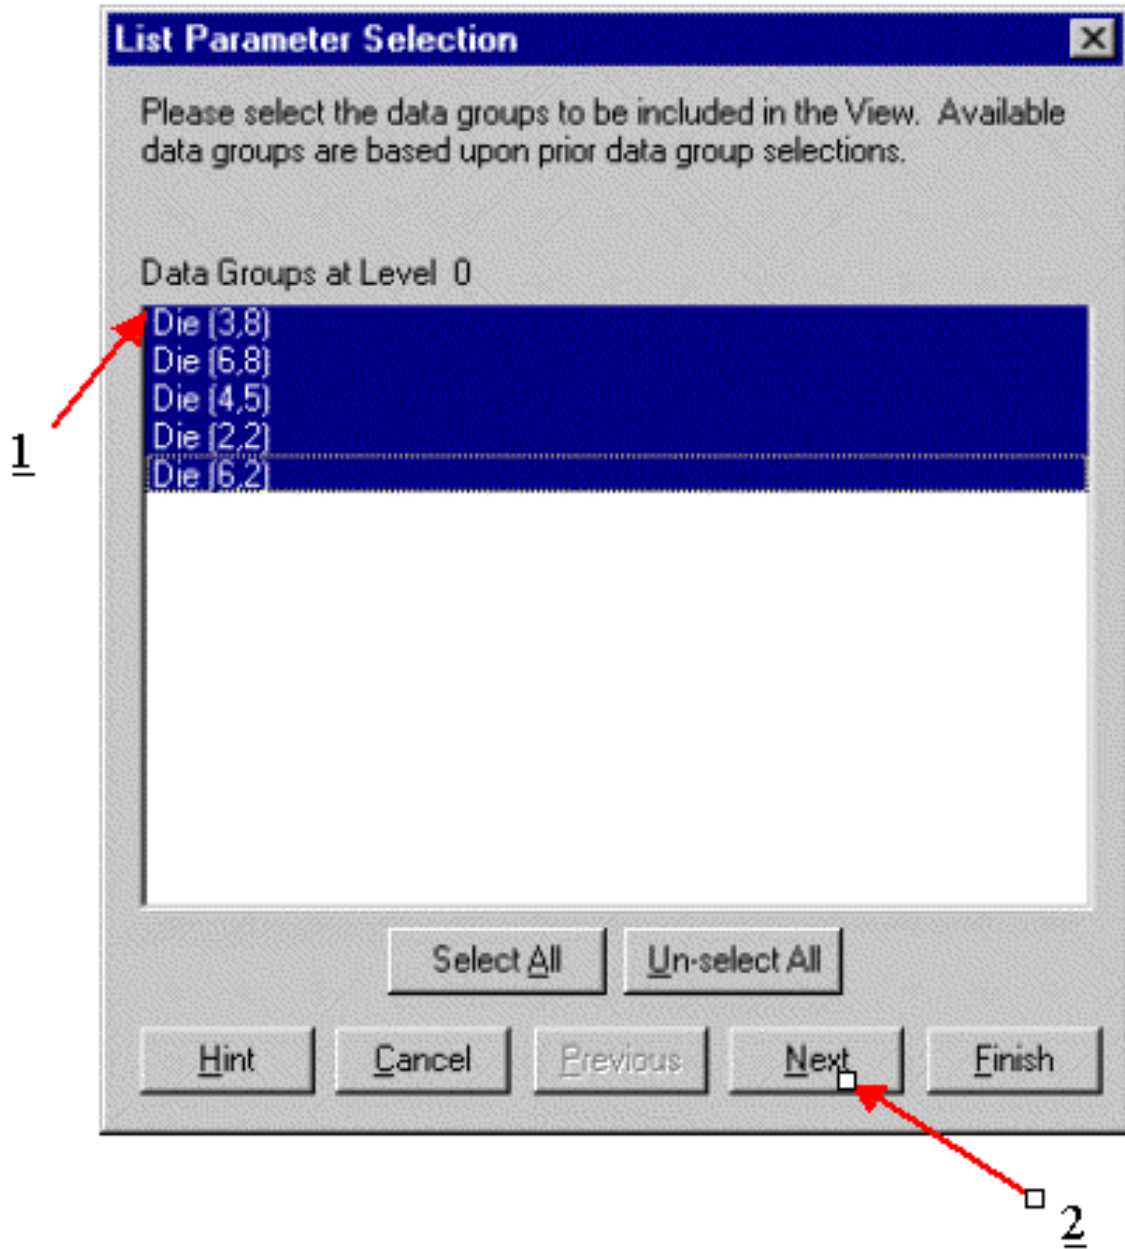 List Parameter Selection
Please select the data groups to be included in the View. Available
data groups are based upon prior data group selections.
Data Groups at Level 0
Die (3,8)
Die (6,8)
Die (4,5)
Die (2,2)
Die (6,2)
1
Select All Un-select All
Hint Cancel Previous Next Finish
2